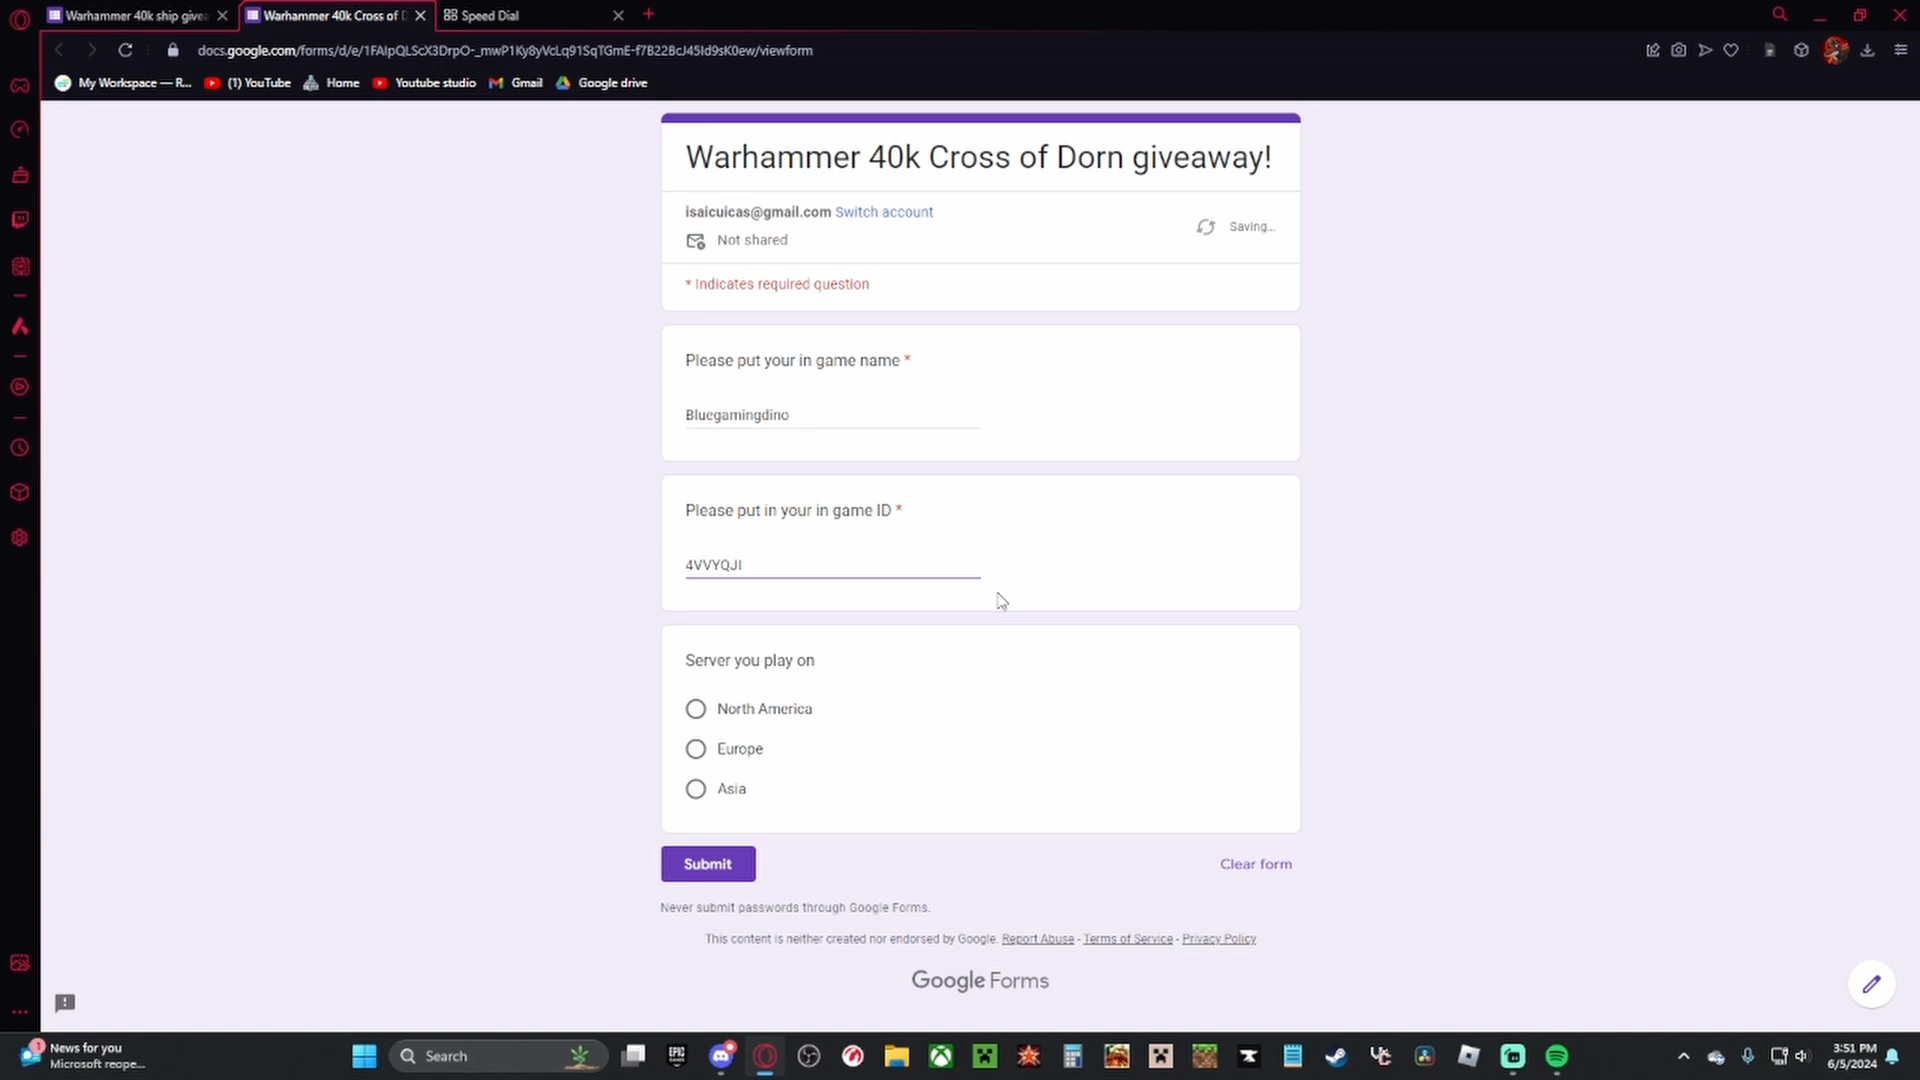 Warhammer 40k ship givea
Warhammer 40k Cross of D
Speed Dial
docs.google.com/forms/d/e/1FAIpQLScX3DrpO-_mwP1Ky8yVcLq91SqTGmE-f7B22BcJ45Id9sK0ew/viewform
My Workspace — R...
(1) YouTube
Home
Youtube studio
Gmail
Google drive
Warhammer 40k Cross of Dorn giveaway!
isaicuicas@gmail.com Switch account
Saving...
Not shared
* Indicates required question
Please put your in game name *
Bluegamingdino
Please put in your in game ID *
4VVYQJI
Server you play on
North America
Europe
Asia
Submit
Clear form
Never submit passwords through Google Forms.
This content is neither created nor endorsed by Google. Report Abuse - Terms of Service - Privacy Policy
Google Forms
1
News for you
Microsoft reope...
Search
EPIC
GAMES
3:51 PM
6/5/2024